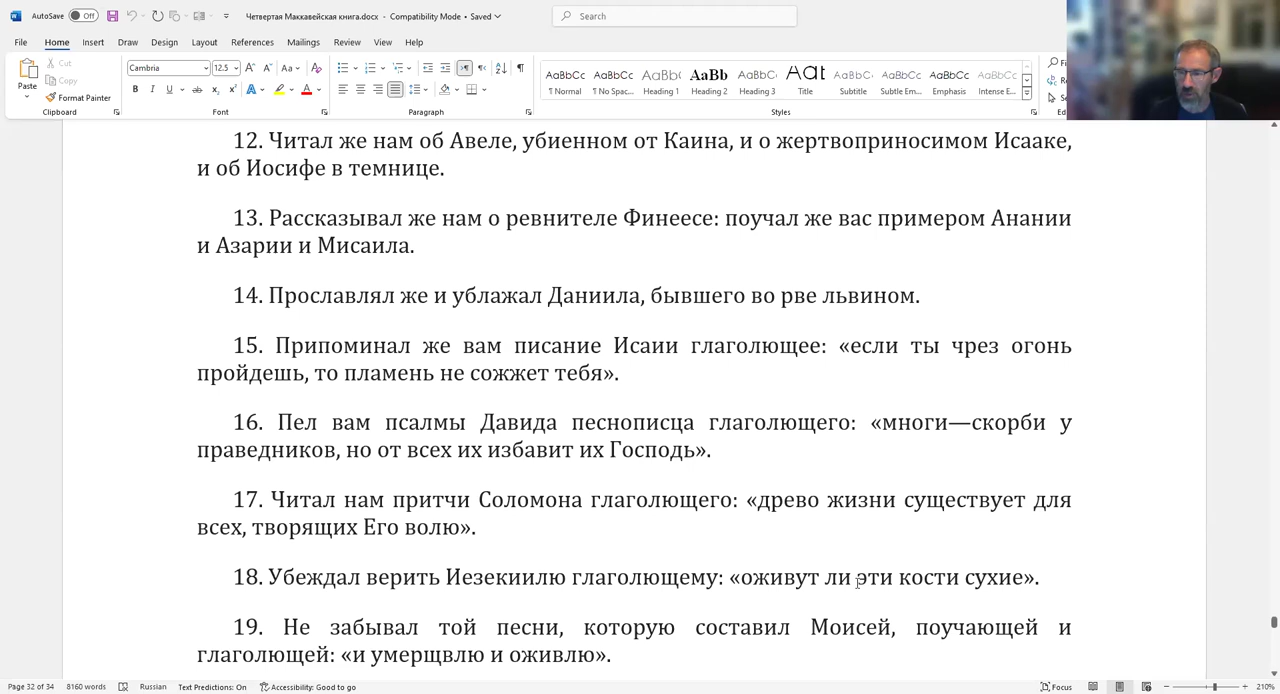 AutoSave Off Четвертая Маккавейская книга.docx - Compatibility Mode • Saved Search
File Home Insert Draw Design Layout References Mailings Review View Help
Paste Cut Copy Format Painter Clipboard
Cambria 12.5 Aa Font
Paragraph
AaBbCc AaBbCc AaBbC AaBb AaBbC AaI AaBbCc AaBbCc AaBbCc AaBbCc
¶ Normal ¶ No Spac... Heading 1 Heading 2 Heading 3 Title Subtitle Subtle Em... Emphasis Intense E...
Styles
12. Читал же нам об Авеле, убиенном от Каина, и о жертвоприносимом Исааке,
и об Иосифе в темнице.
13. Рассказывал же нам о ревнителе Финеесе: поучал же вас примером Анании
и Азарии и Мисаила.
14. Прославлял же и ублажал Даниила, бывшего во рве львином.
15. Припоминал же вам писание Исаии глаголющее: «если ты чрез огонь
пройдешь, то пламень не сожжет тебя».
16. Пел вам псалмы Давида песнописца глаголющего: «многи—скорби у
праведников, но от всех их избавит их Господь».
17. Читал нам притчи Соломона глаголющего: «древо жизни существует для
всех, творящих Его волю».
18. Убеждал верить Иезекиилю глаголющему: «оживут ли эти кости сухие».
19. Не забывал той песни, которую составил Моисей, поучающей и
глаголющей: «и умерщвлю и оживлю».
Page 32 of 34 8160 words Russian Text Predictions: On Accessibility: Good to go Focus 210%